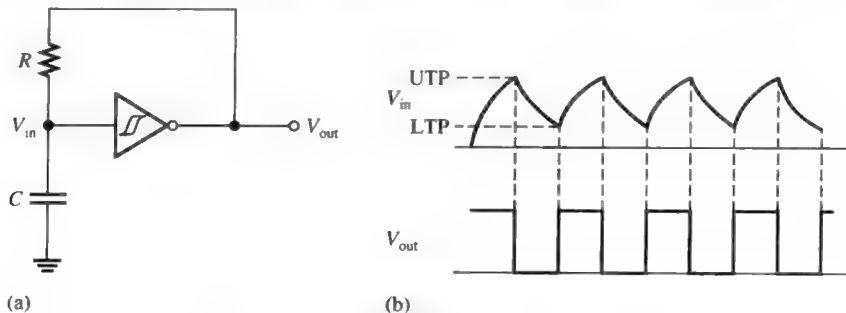 R
V_in
V_out
C
(a)
UTP
V_in
LTP
V_out
(b)